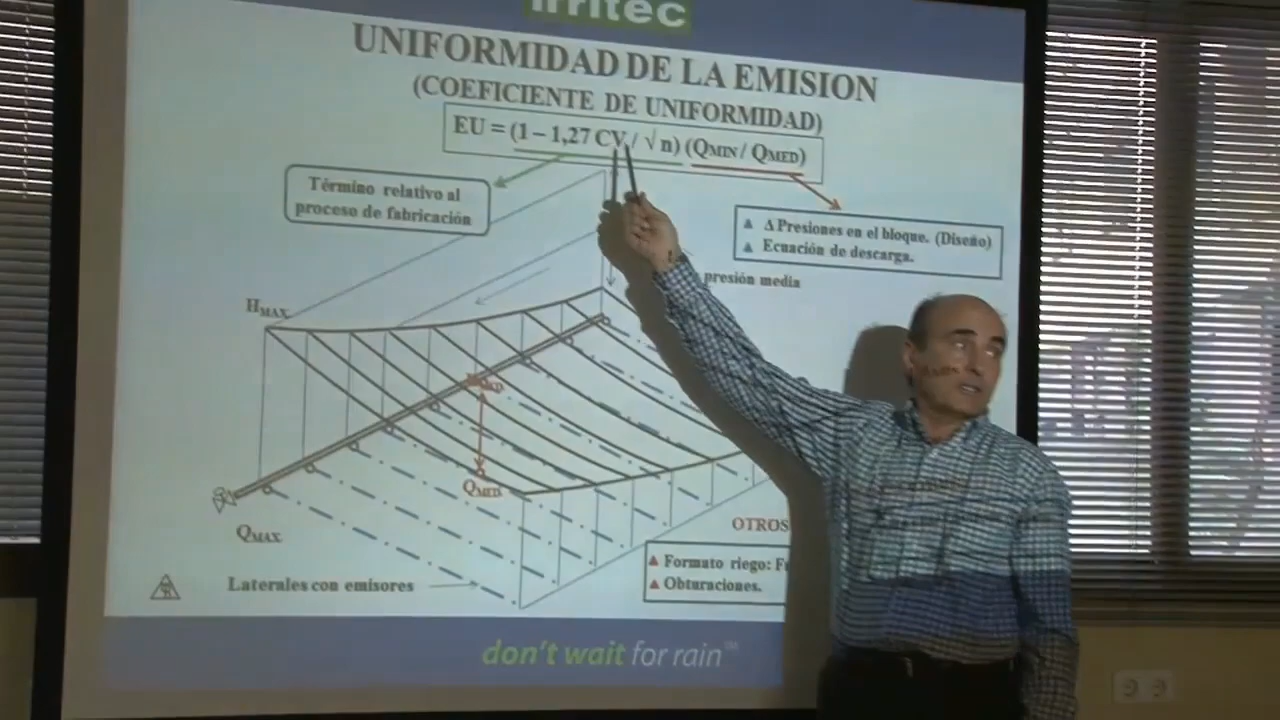 irritec
UNIFORMIDAD DE LA EMISION
(COEFICIENTE DE UNIFORMIDAD)
EU = (1 – 1,27 CV / √ n) (QMIN / QMED)
Término relativo al
proceso de fabricación
Δ Presiones en el bloque. (Diseño)
Ecuación de descarga.
presión media
HMAX
QMED
QMAX
OTROS
Formato riego:
Obturaciones.
Laterales con emisores
don't wait for rain™